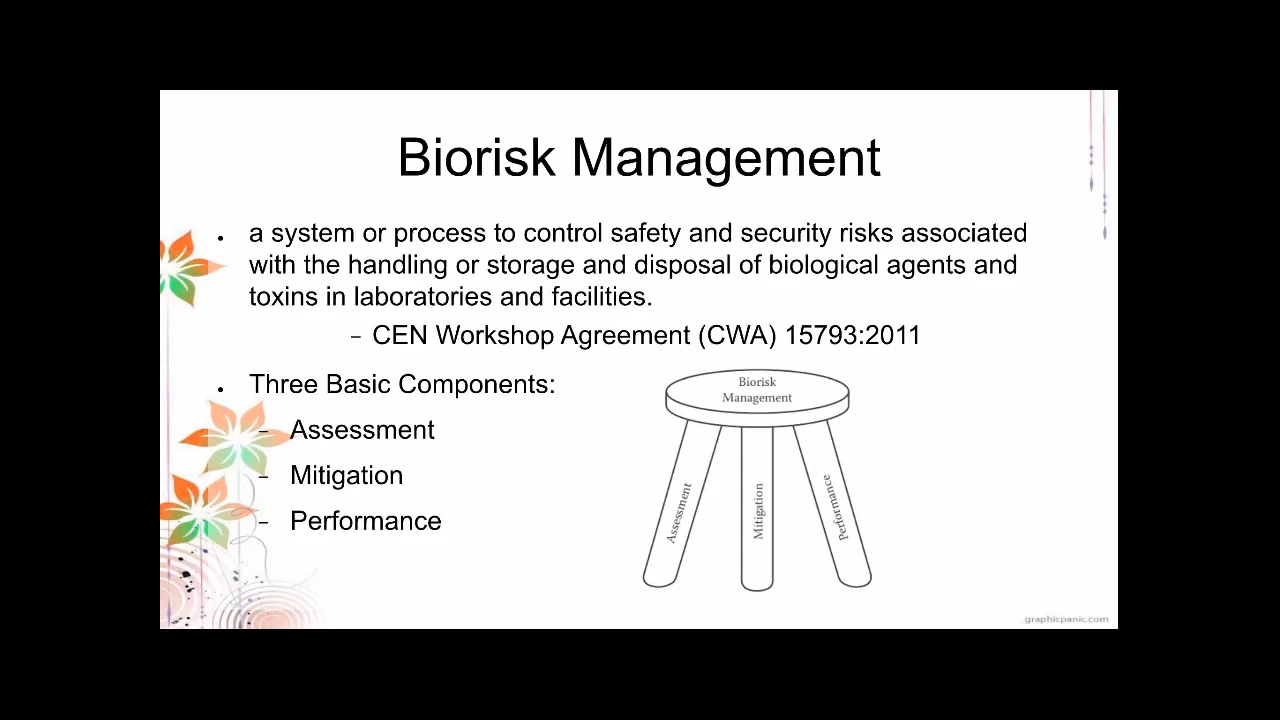 Biorisk Management
• a system or process to control safety and security risks associated
with the handling or storage and disposal of biological agents and
toxins in laboratories and facilities.
– CEN Workshop Agreement (CWA) 15793:2011
• Three Basic Components:
– Assessment
– Mitigation
– Performance
Biorisk
Management
Assessment
Mitigation
Performance
graphicpanic.com